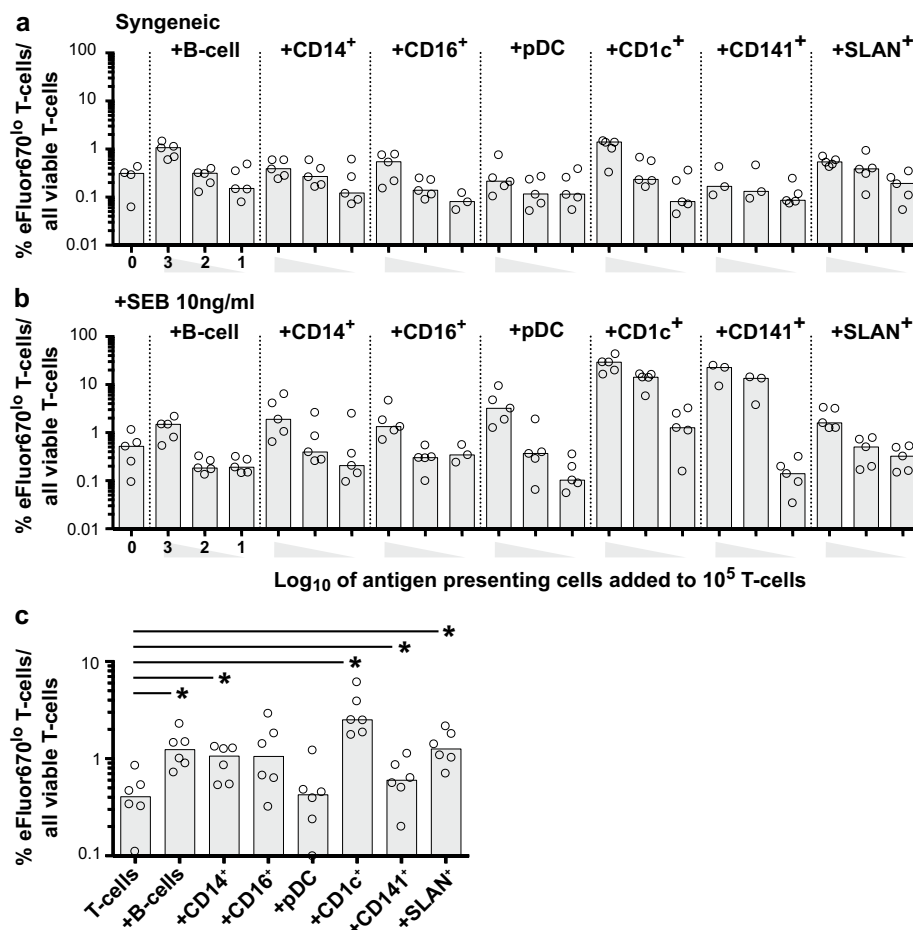 a
Syngeneic
+B-cell +CD14+ +CD16+ +pDC +CD1c+ +CD141+ +SLAN+
% eFluor670lo T-cells/
all viable T-cells
100
10
1
0.1
0.01
0 3 2 1
b
+SEB 10ng/ml
+B-cell +CD14+ +CD16+ +pDC +CD1c+ +CD141+ +SLAN+
% eFluor670lo T-cells/
all viable T-cells
100
10
1
0.1
0.01
0 3 2 1
Log10 of antigen presenting cells added to 10^5 T-cells
c
% eFluor670lo T-cells/
all viable T-cells
10
1
0.1
* * * * *
T-cells +B-cells +CD14+ +CD16+ +pDC +CD1c+ +CD141+ +SLAN+